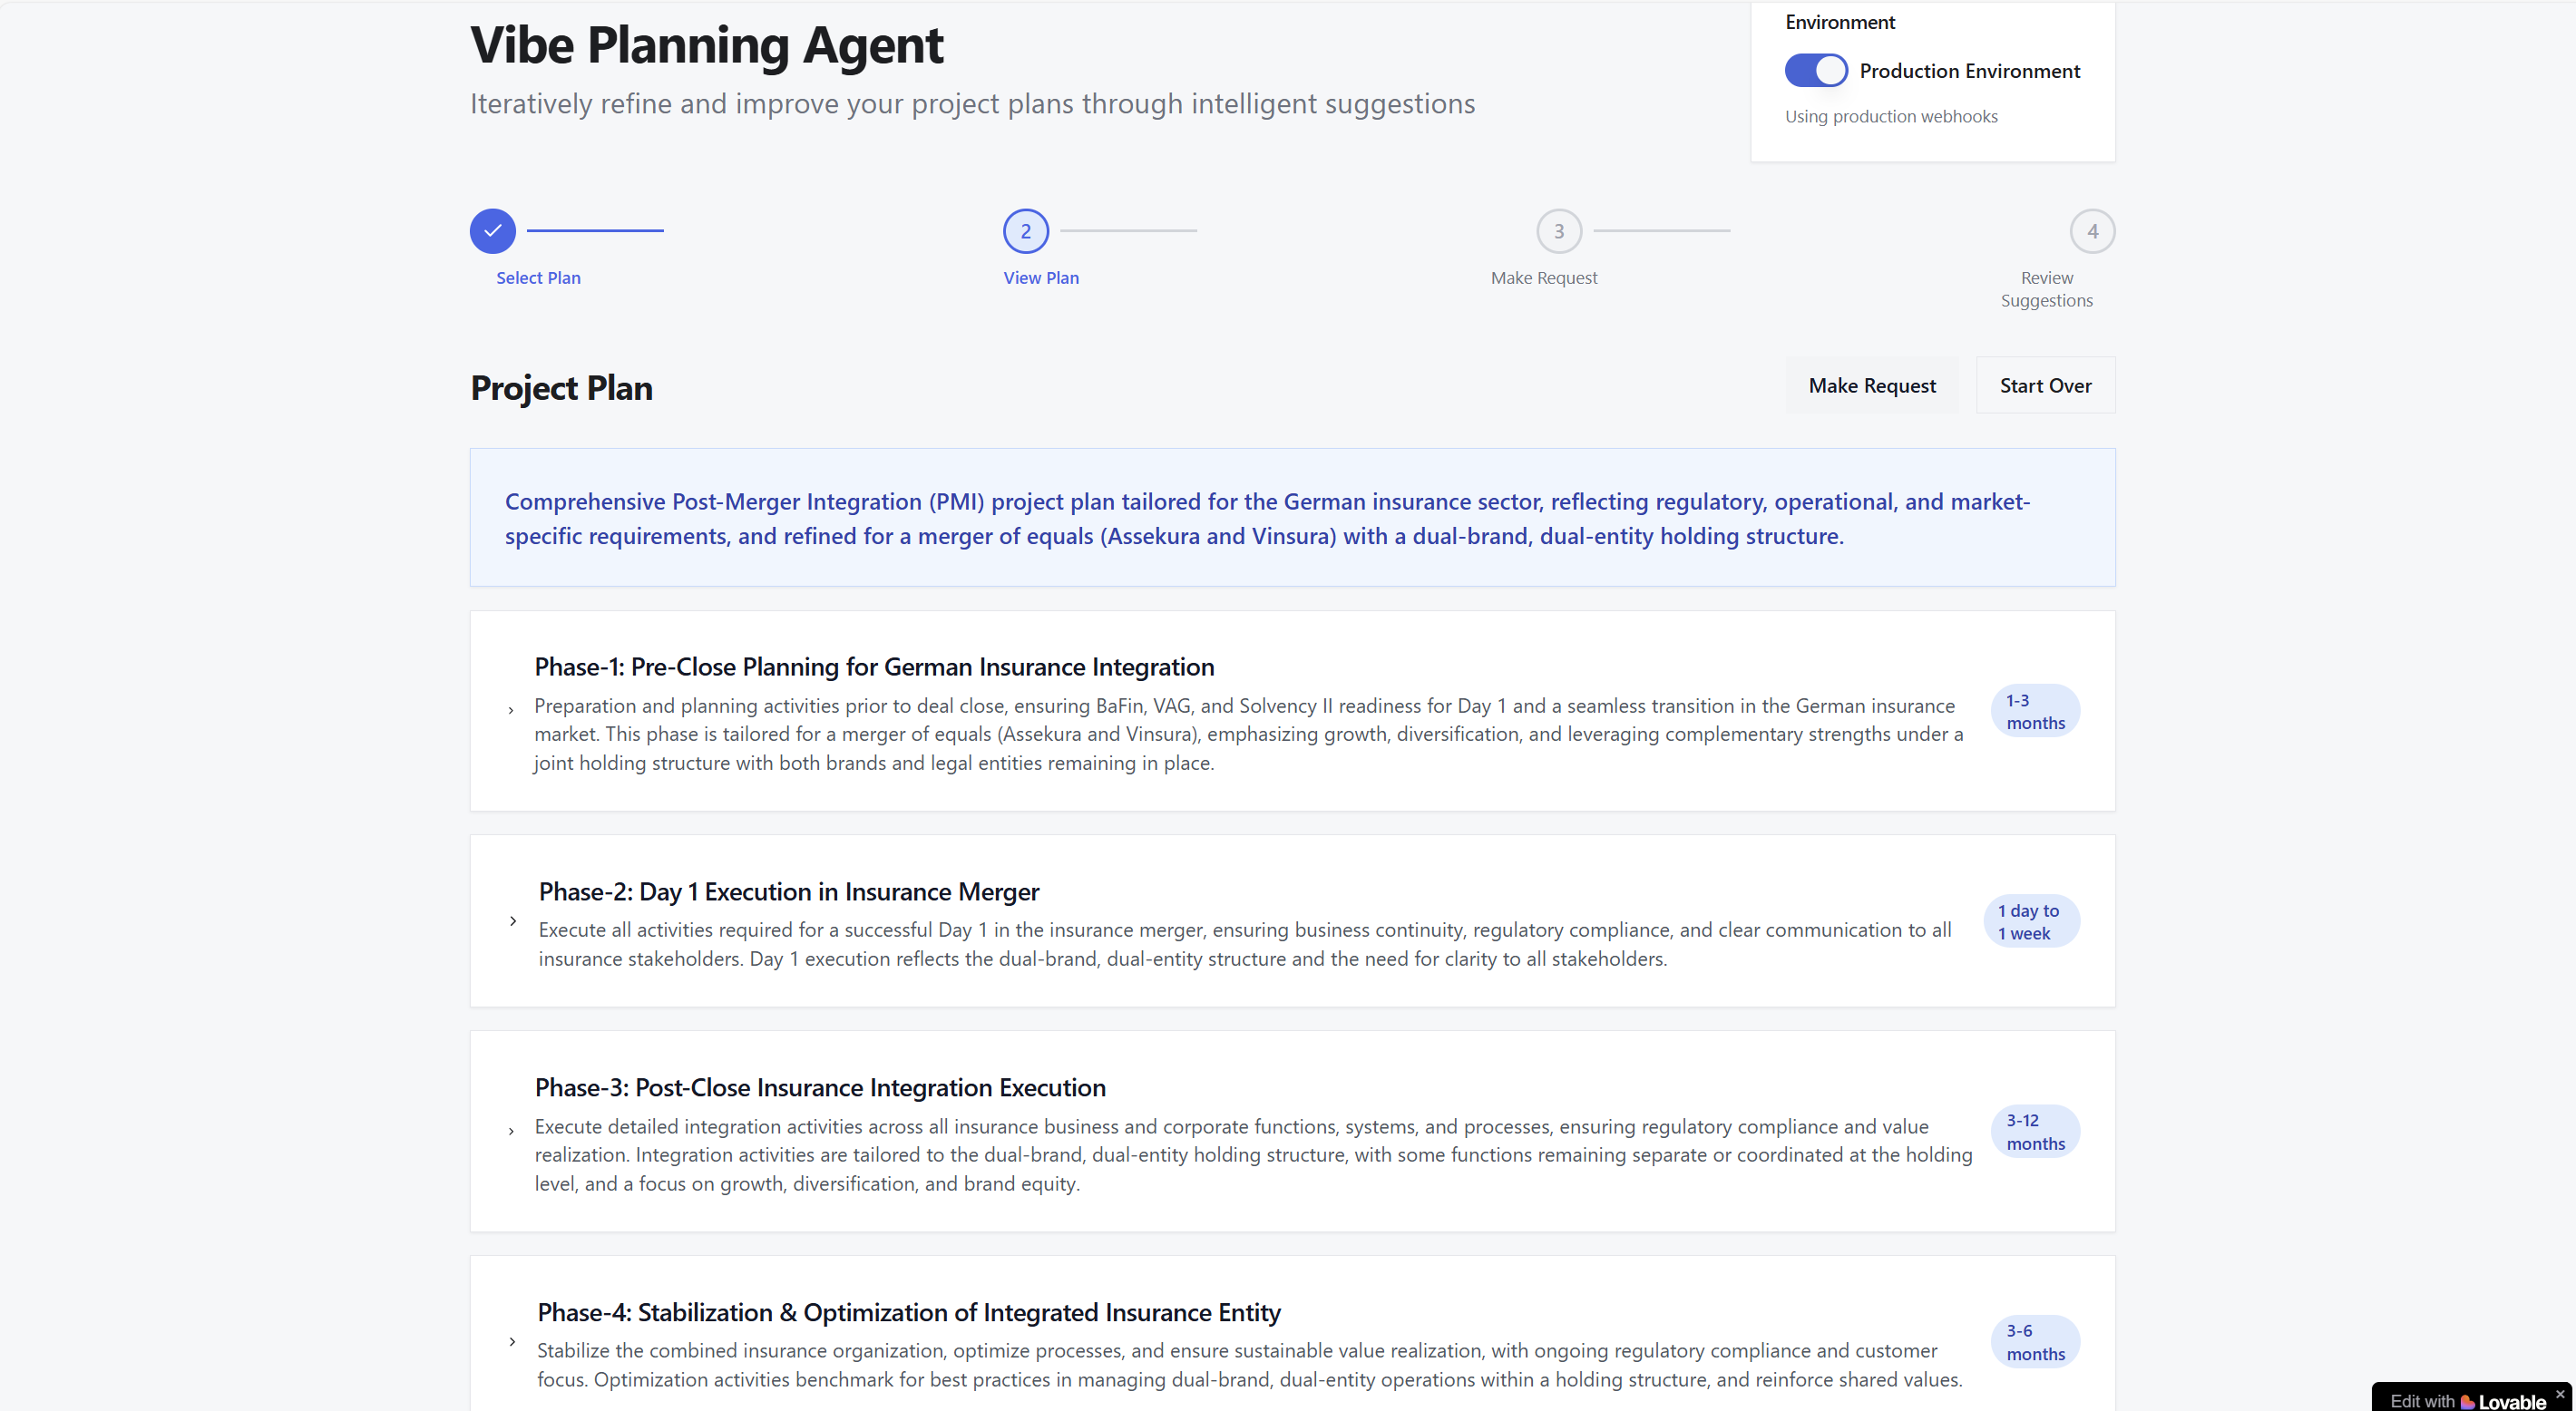 Vibe Planning Agent
Iteratively refine and improve your project plans through intelligent suggestions
Environment
Production Environment
Using production webhooks
2
3
4
Select Plan
View Plan
Make Request
Review
Suggestions
Project Plan
Make Request
Start Over
Comprehensive Post-Merger Integration (PMI) project plan tailored for the German insurance sector, reflecting regulatory, operational, and market-
specific requirements, and refined for a merger of equals (Assekura and Vinsura) with a dual-brand, dual-entity holding structure.
Phase-1: Pre-Close Planning for German Insurance Integration
Preparation and planning activities prior to deal close, ensuring BaFin, VAG, and Solvency II readiness for Day 1 and a seamless transition in the German insurance
market. This phase is tailored for a merger of equals (Assekura and Vinsura), emphasizing growth, diversification, and leveraging complementary strengths under a
joint holding structure with both brands and legal entities remaining in place.
1-3
months
Phase-2: Day 1 Execution in Insurance Merger
Execute all activities required for a successful Day 1 in the insurance merger, ensuring business continuity, regulatory compliance, and clear communication to all
insurance stakeholders. Day 1 execution reflects the dual-brand, dual-entity structure and the need for clarity to all stakeholders.
1 day to
1 week
Phase-3: Post-Close Insurance Integration Execution
Execute detailed integration activities across all insurance business and corporate functions, systems, and processes, ensuring regulatory compliance and value
realization. Integration activities are tailored to the dual-brand, dual-entity holding structure, with some functions remaining separate or coordinated at the holding
level, and a focus on growth, diversification, and brand equity.
3-12
months
Phase-4: Stabilization & Optimization of Integrated Insurance Entity
Stabilize the combined insurance organization, optimize processes, and ensure sustainable value realization, with ongoing regulatory compliance and customer
focus. Optimization activities benchmark for best practices in managing dual-brand, dual-entity operations within a holding structure, and reinforce shared values.
3-6
months
Edit with Lovable